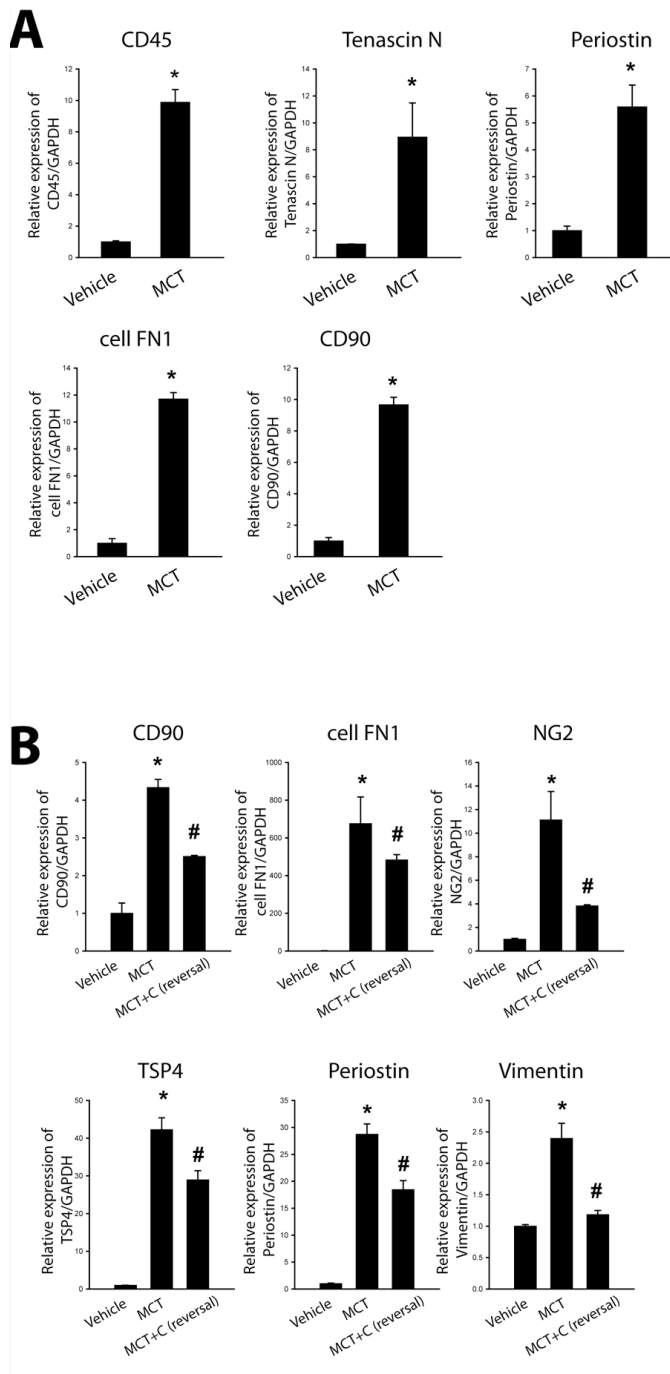 A
CD45
Tenascin N
Periostin
Relative expression of
CD45/GAPDH
12
10
8
6
4
2
0
*
Vehicle
MCT
Relative expression of
Tenascin N/GAPDH
14
12
10
8
6
4
2
0
*
Vehicle
MCT
Relative expression of
Periostin/GAPDH
8
7
6
5
4
3
2
1
0
*
Vehicle
MCT
cell FN1
CD90
Relative expression of
cell FN1/GAPDH
14
12
10
8
6
4
2
0
*
Vehicle
MCT
Relative expression of
CD90/GAPDH
12
10
8
6
4
2
0
*
Vehicle
MCT
B
CD90
cell FN1
NG2
Relative expression of
CD90/GAPDH
5
4
3
2
1
0
*
#
Vehicle
MCT
MCT+C (reversal)
Relative expression of
cell FN1/GAPDH
1000
800
600
400
200
0
*
#
Vehicle
MCT
MCT+C (reversal)
Relative expression of
NG2/GAPDH
16
14
12
10
8
6
4
2
0
*
#
Vehicle
MCT
MCT+C (reversal)
TSP4
Periostin
Vimentin
Relative expression of
TSP4/GAPDH
50
40
30
20
10
0
*
#
Vehicle
MCT
MCT+C (reversal)
Relative expression of
Periostin/GAPDH
35
30
25
20
15
10
5
0
*
#
Vehicle
MCT
MCT+C (reversal)
Relative expression of
Vimentin/GAPDH
3.0
2.5
2.0
1.5
1.0
0.5
0.0
*
#
Vehicle
MCT
MCT+C (reversal)